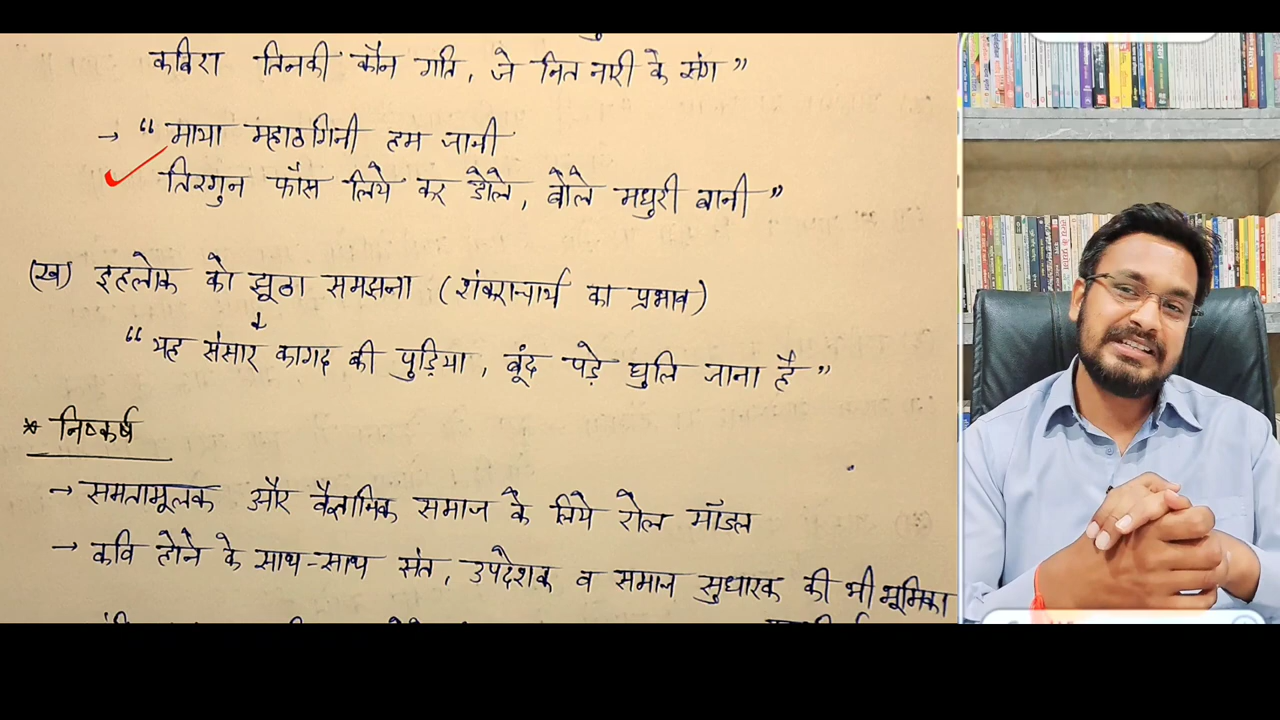 कबिरा तिनकी कौन गति, जे नित नारी के संग”
→ “माया महाठगिनी हम जानी
तिरगुन फाँस लिये कर डोले, बोले मधुरी बानी”
(ख) इहलोक को झूठा समझना (शंकराचार्य का प्रभाव)
“यह संसार कागद की पुड़िया, बूंद पड़े घुलि जाना है”
* निष्कर्ष
→ समतामूलक और वैज्ञानिक समाज के लिये रोल मॉडल
→ कवि होने के साथ-साथ संत, उपदेशक व समाज सुधारक की भी भूमिका